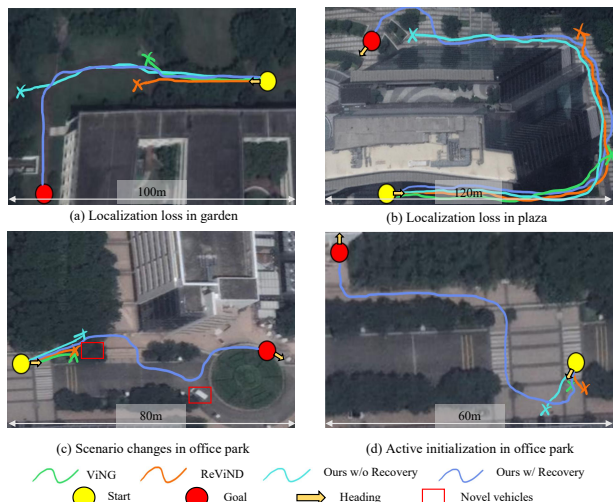 100m
120m
(a) Localization loss in garden
(b) Localization loss in plaza
80m
60m
(c) Scenario changes in office park
(d) Active initialization in office park
ViNG
ReViND
Ours w/o Recovery
Ours w/ Recovery
Start
Goal
Heading
Novel vehicles